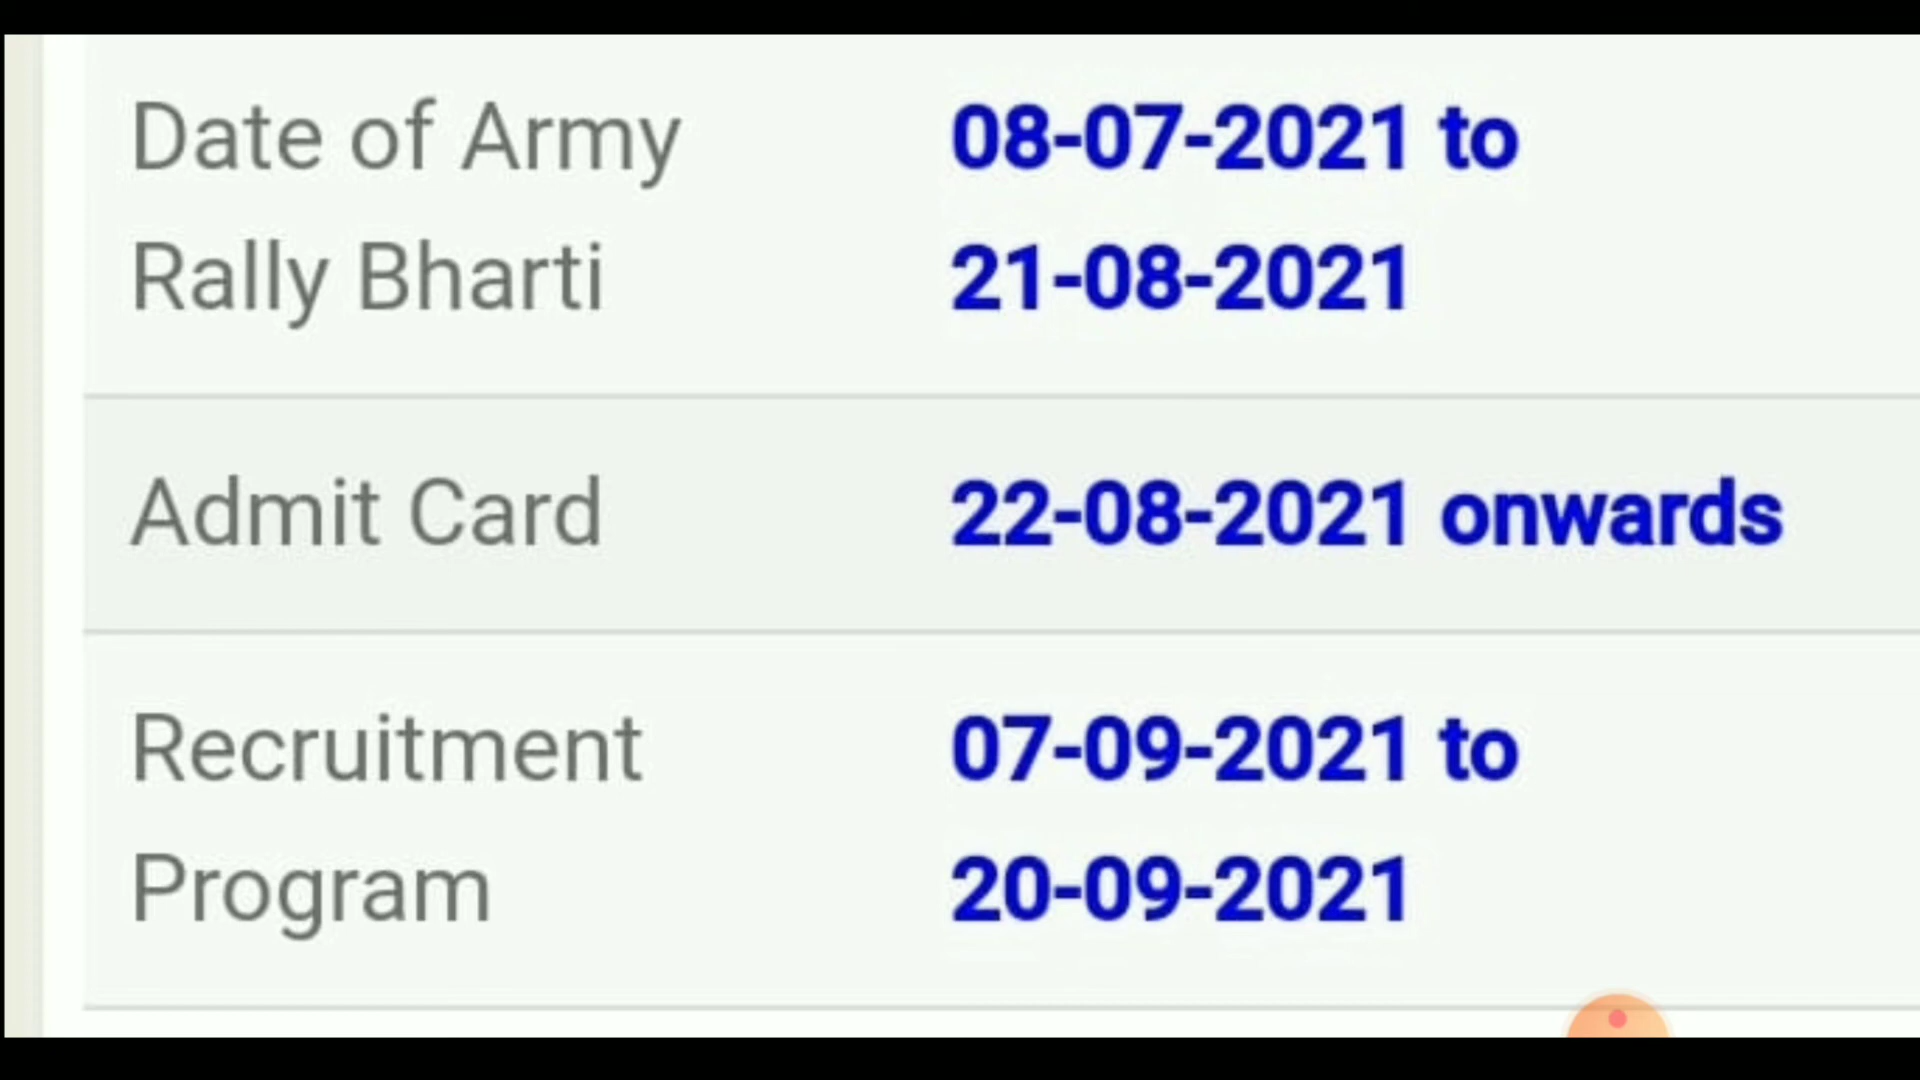 Date of Army 08-07-2021 to
Rally Bharti 21-08-2021
Admit Card 22-08-2021 onwards
Recruitment 07-09-2021 to
Program 20-09-2021